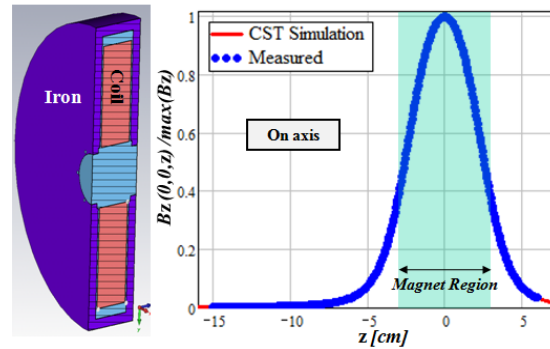 Iron
Coil
Bz(0,0,z)/max(Bz)
1
0.8
0.6
0.4
0.2
0
CST Simulation
Measured
On axis
Magnet Region
−15
−10
−5
0
5
z [cm]